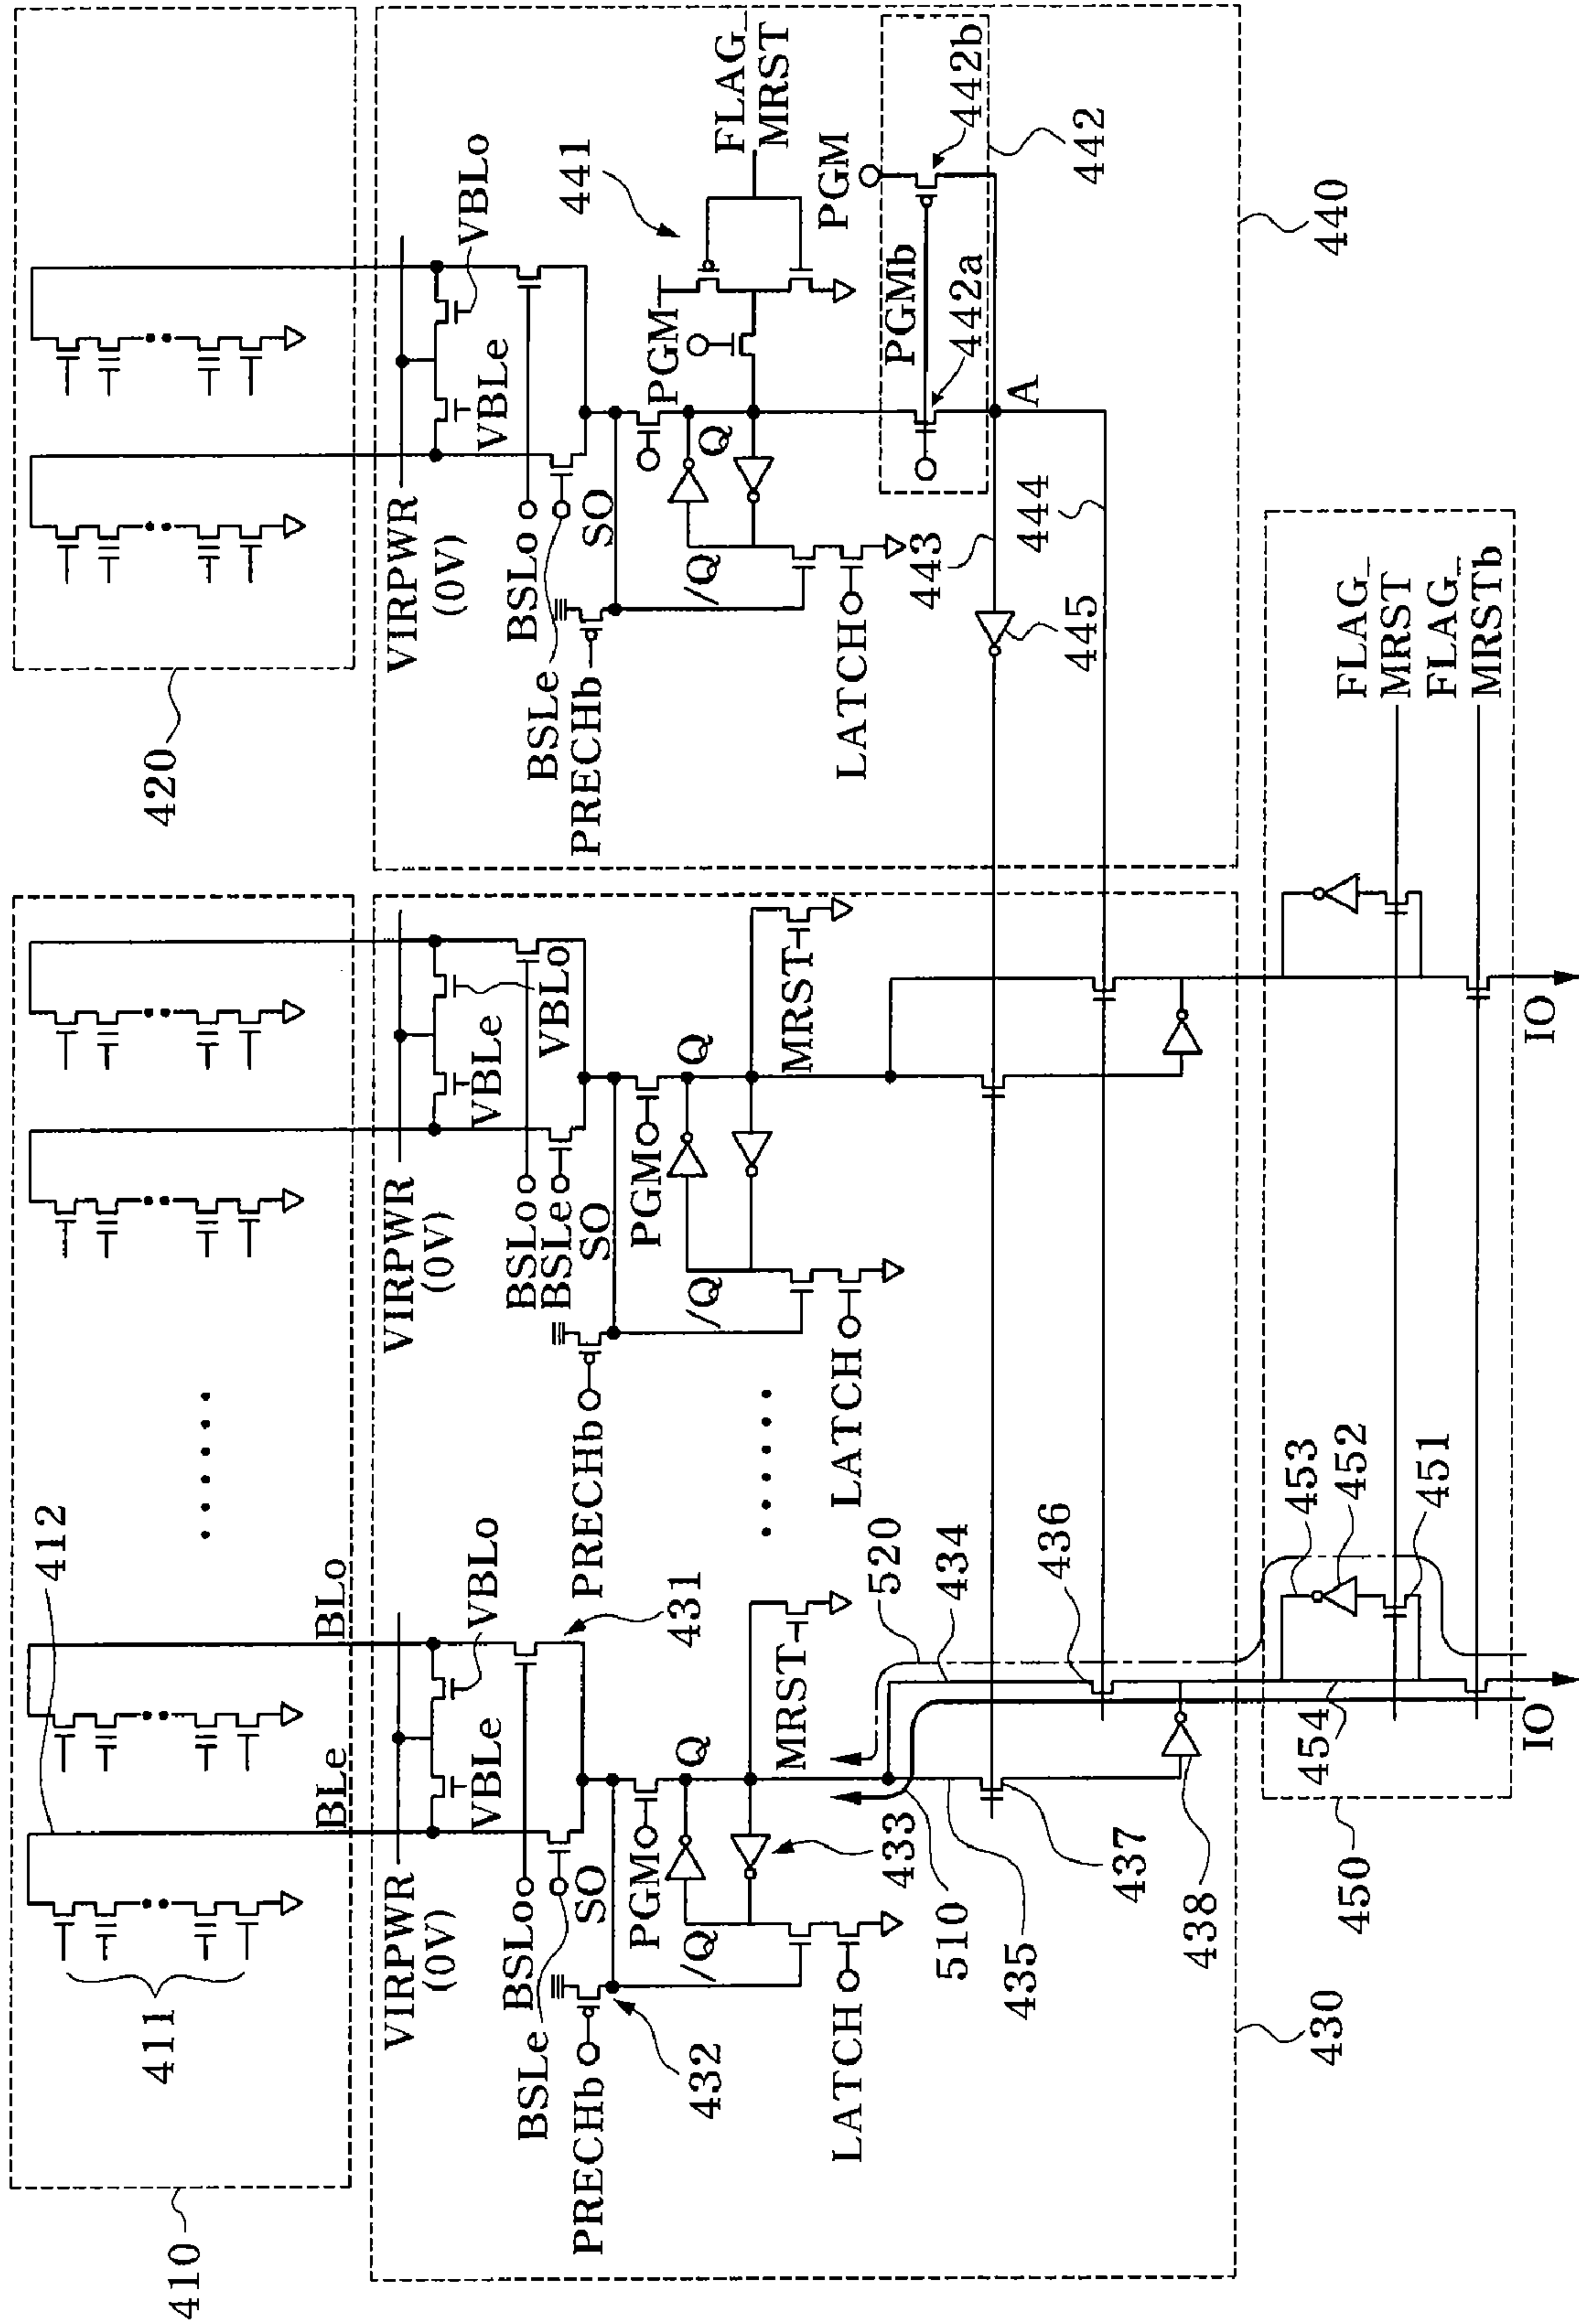 410
411
412
BLe
BLo
420
VIRPWR
(0V)
VBLe
VBLo
BSLo
BSLe
SO
PRECHb
431
432
PGM
Q
/Q
433
MRST
LATCH
510
520
434
435
436
437
438
430
VIRPWR
(0V)
VBLe
VBLo
BSLo
BSLe
SO
PRECHb
PGM
Q
/Q
MRST
LATCH
VIRPWR
(0V)
VBLe
VBLo
BSLo
BSLe
SO
PRECHb
PGM
Q
/Q
LATCH
441
FLAG_
MRST
PGM
PGMb
442a
442b
442
A
443
444
445
440
453
452
451
454
450
FLAG_
MRST
FLAG_
MRSTb
IO
IO